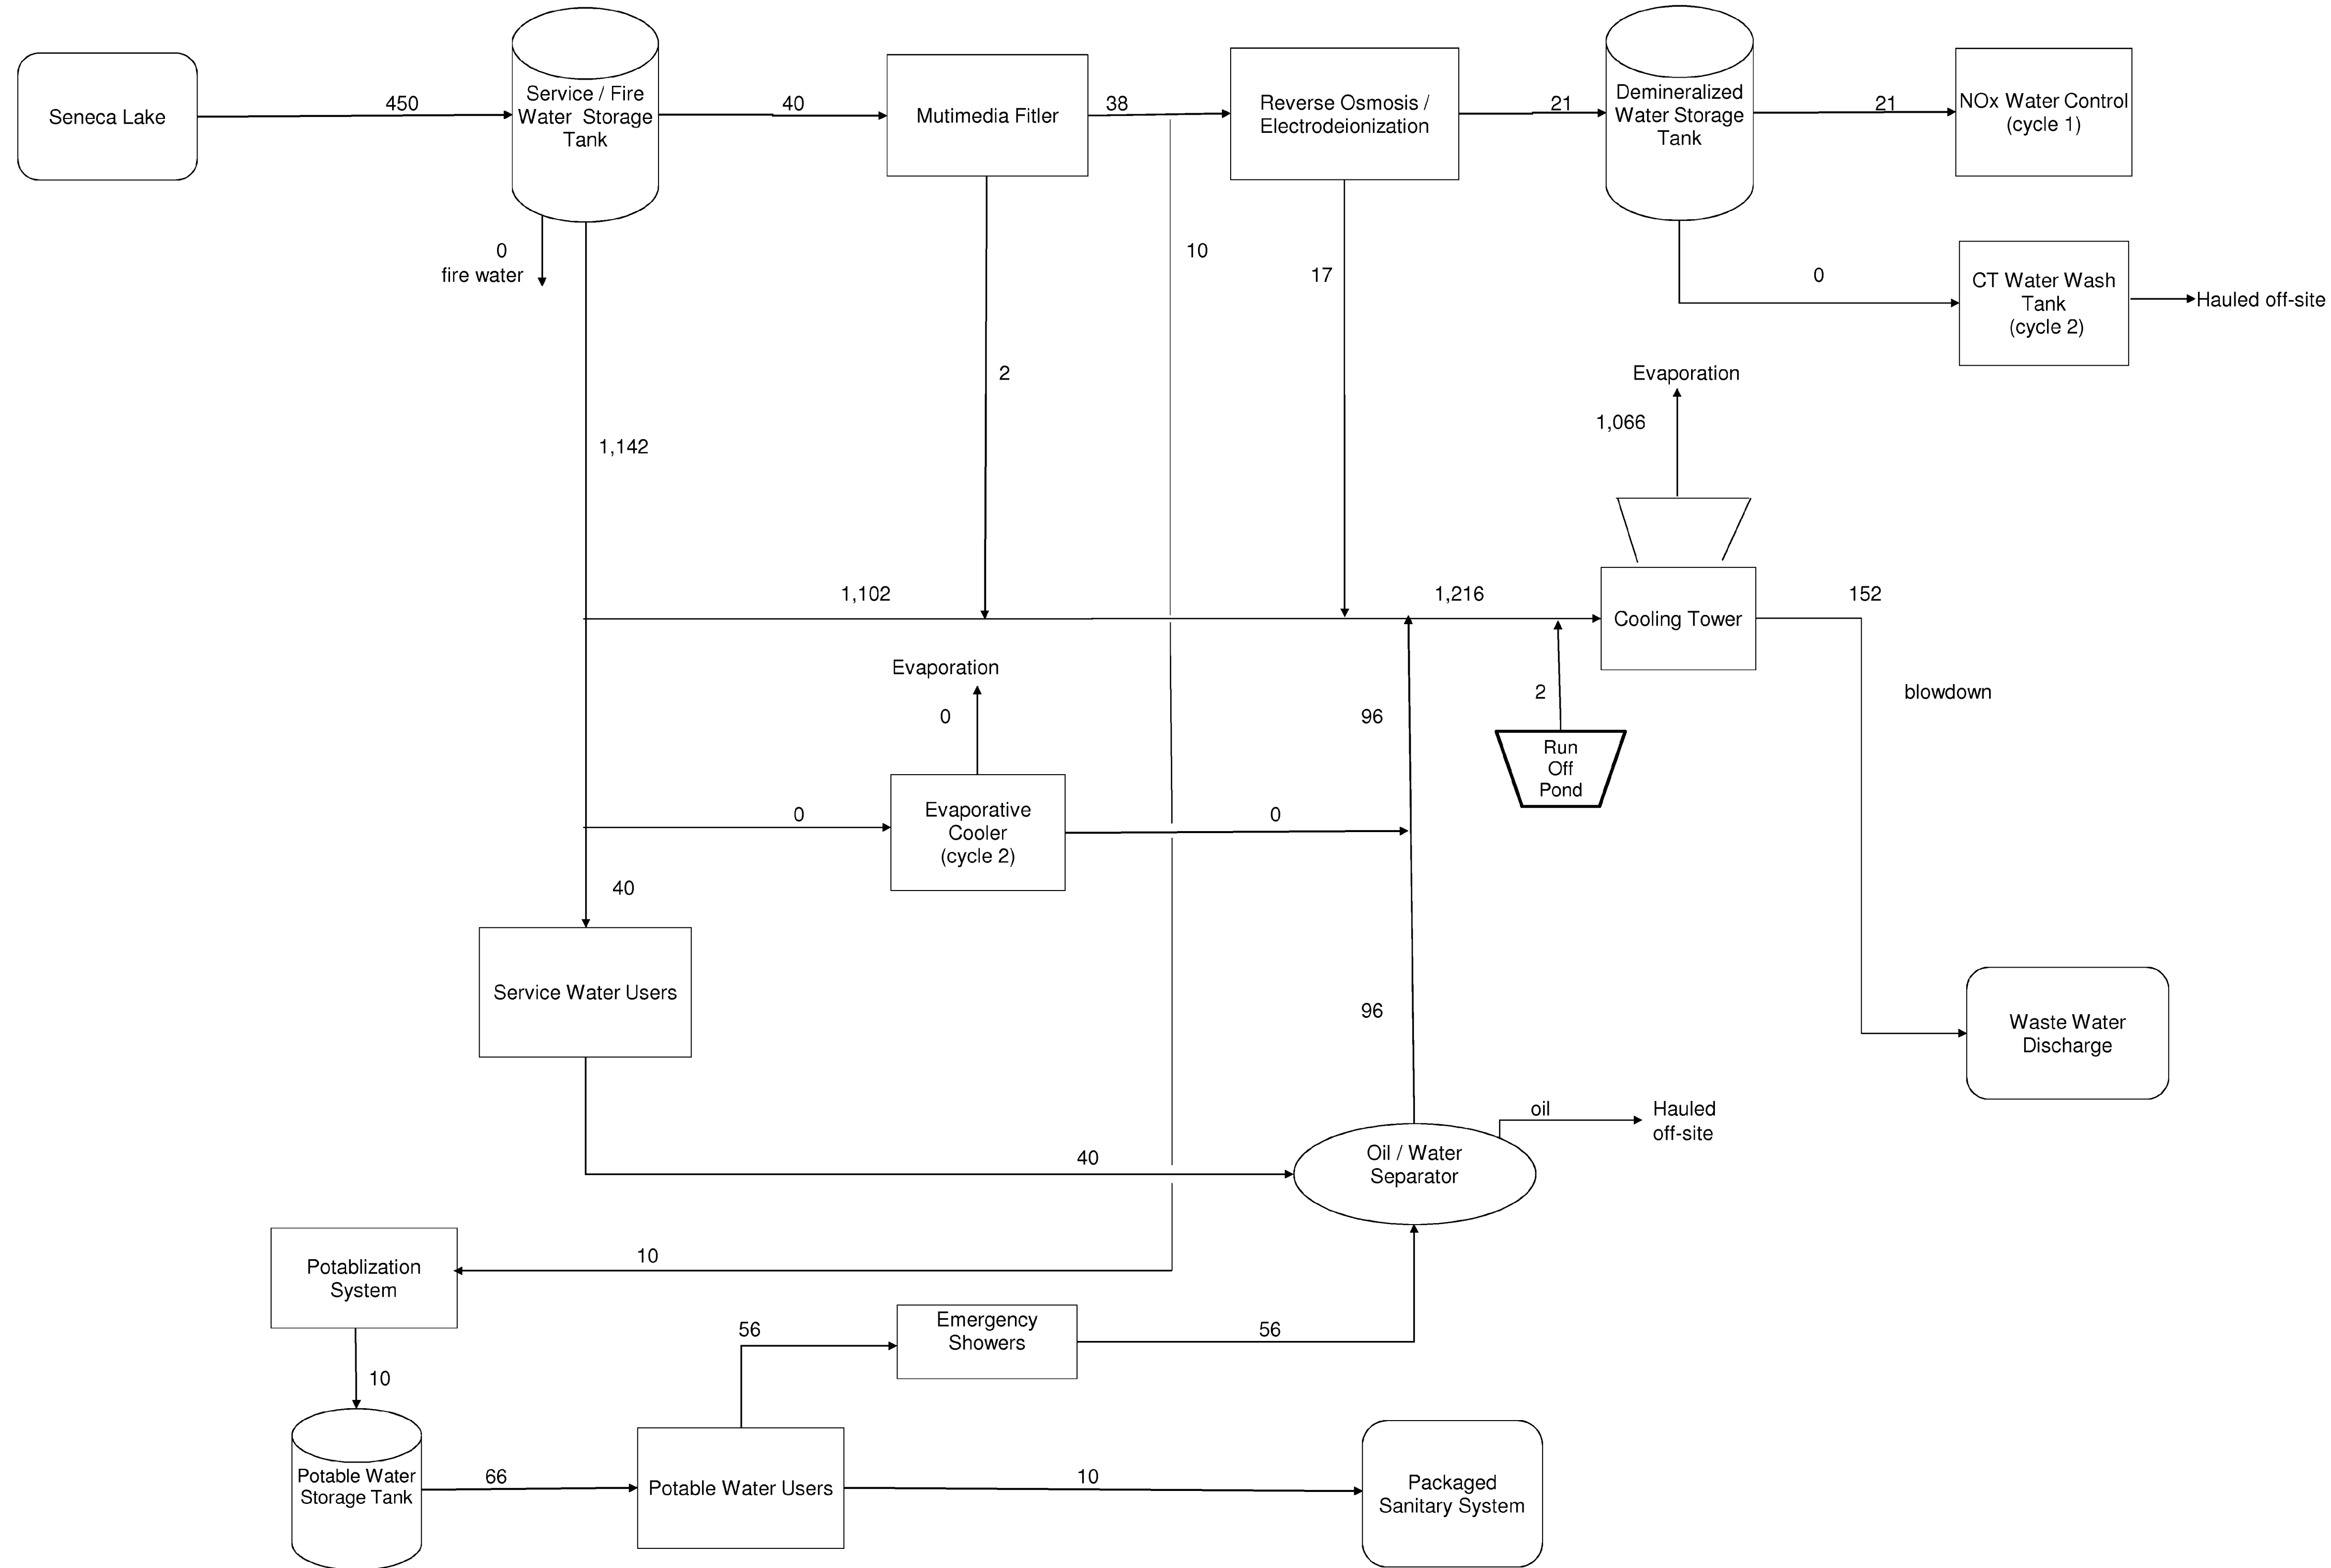 Seneca Lake
450
Service / Fire
Water Storage
Tank
40
Mutimedia Fitler
38
Reverse Osmosis /
Electrodeionization
21
Demineralized
Water Storage
Tank
21
NOx Water Control
(cycle 1)
0
fire water
10
17
0
CT Water Wash
Tank
(cycle 2)
Hauled off-site
2
Evaporation
1,066
1,142
1,102
1,216
Cooling Tower
152
Evaporation
0
96
2
blowdown
Run
Off
Pond
0
Evaporative
Cooler
(cycle 2)
0
40
Service Water Users
96
Waste Water
Discharge
oil
Hauled
off-site
40
Oil / Water
Separator
Potablization
System
10
56
Emergency
Showers
56
10
Potable Water
Storage Tank
66
Potable Water Users
10
Packaged
Sanitary System